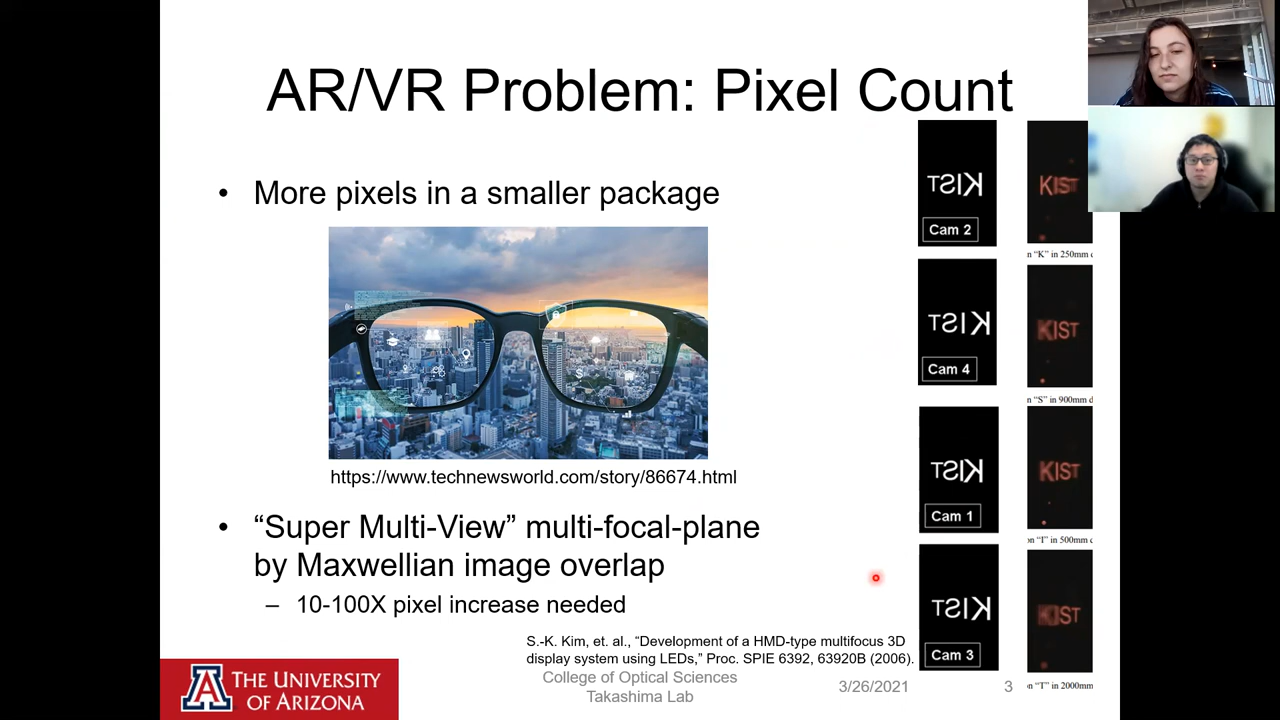 AR/VR Problem: Pixel Count
• More pixels in a smaller package
https://www.technewsworld.com/story/86674.html
• “Super Multi-View” multi-focal-plane
by Maxwellian image overlap
– 10-100X pixel increase needed
S.-K. Kim, et. al., “Development of a HMD-type multifocus 3D
display system using LEDs,” Proc. SPIE 6392, 63920B (2006).
KIST
Cam 2
KIST
n “K” in 250mm d
KIST
Cam 4
KIST
n “S” in 900mm d
KIST
Cam 1
KIST
n “I” in 500mm d
KIST
Cam 3
KIST
n “T” in 2000mm
A THE UNIVERSITY
OF ARIZONA
College of Optical Sciences
Takashima Lab
3/26/2021
3